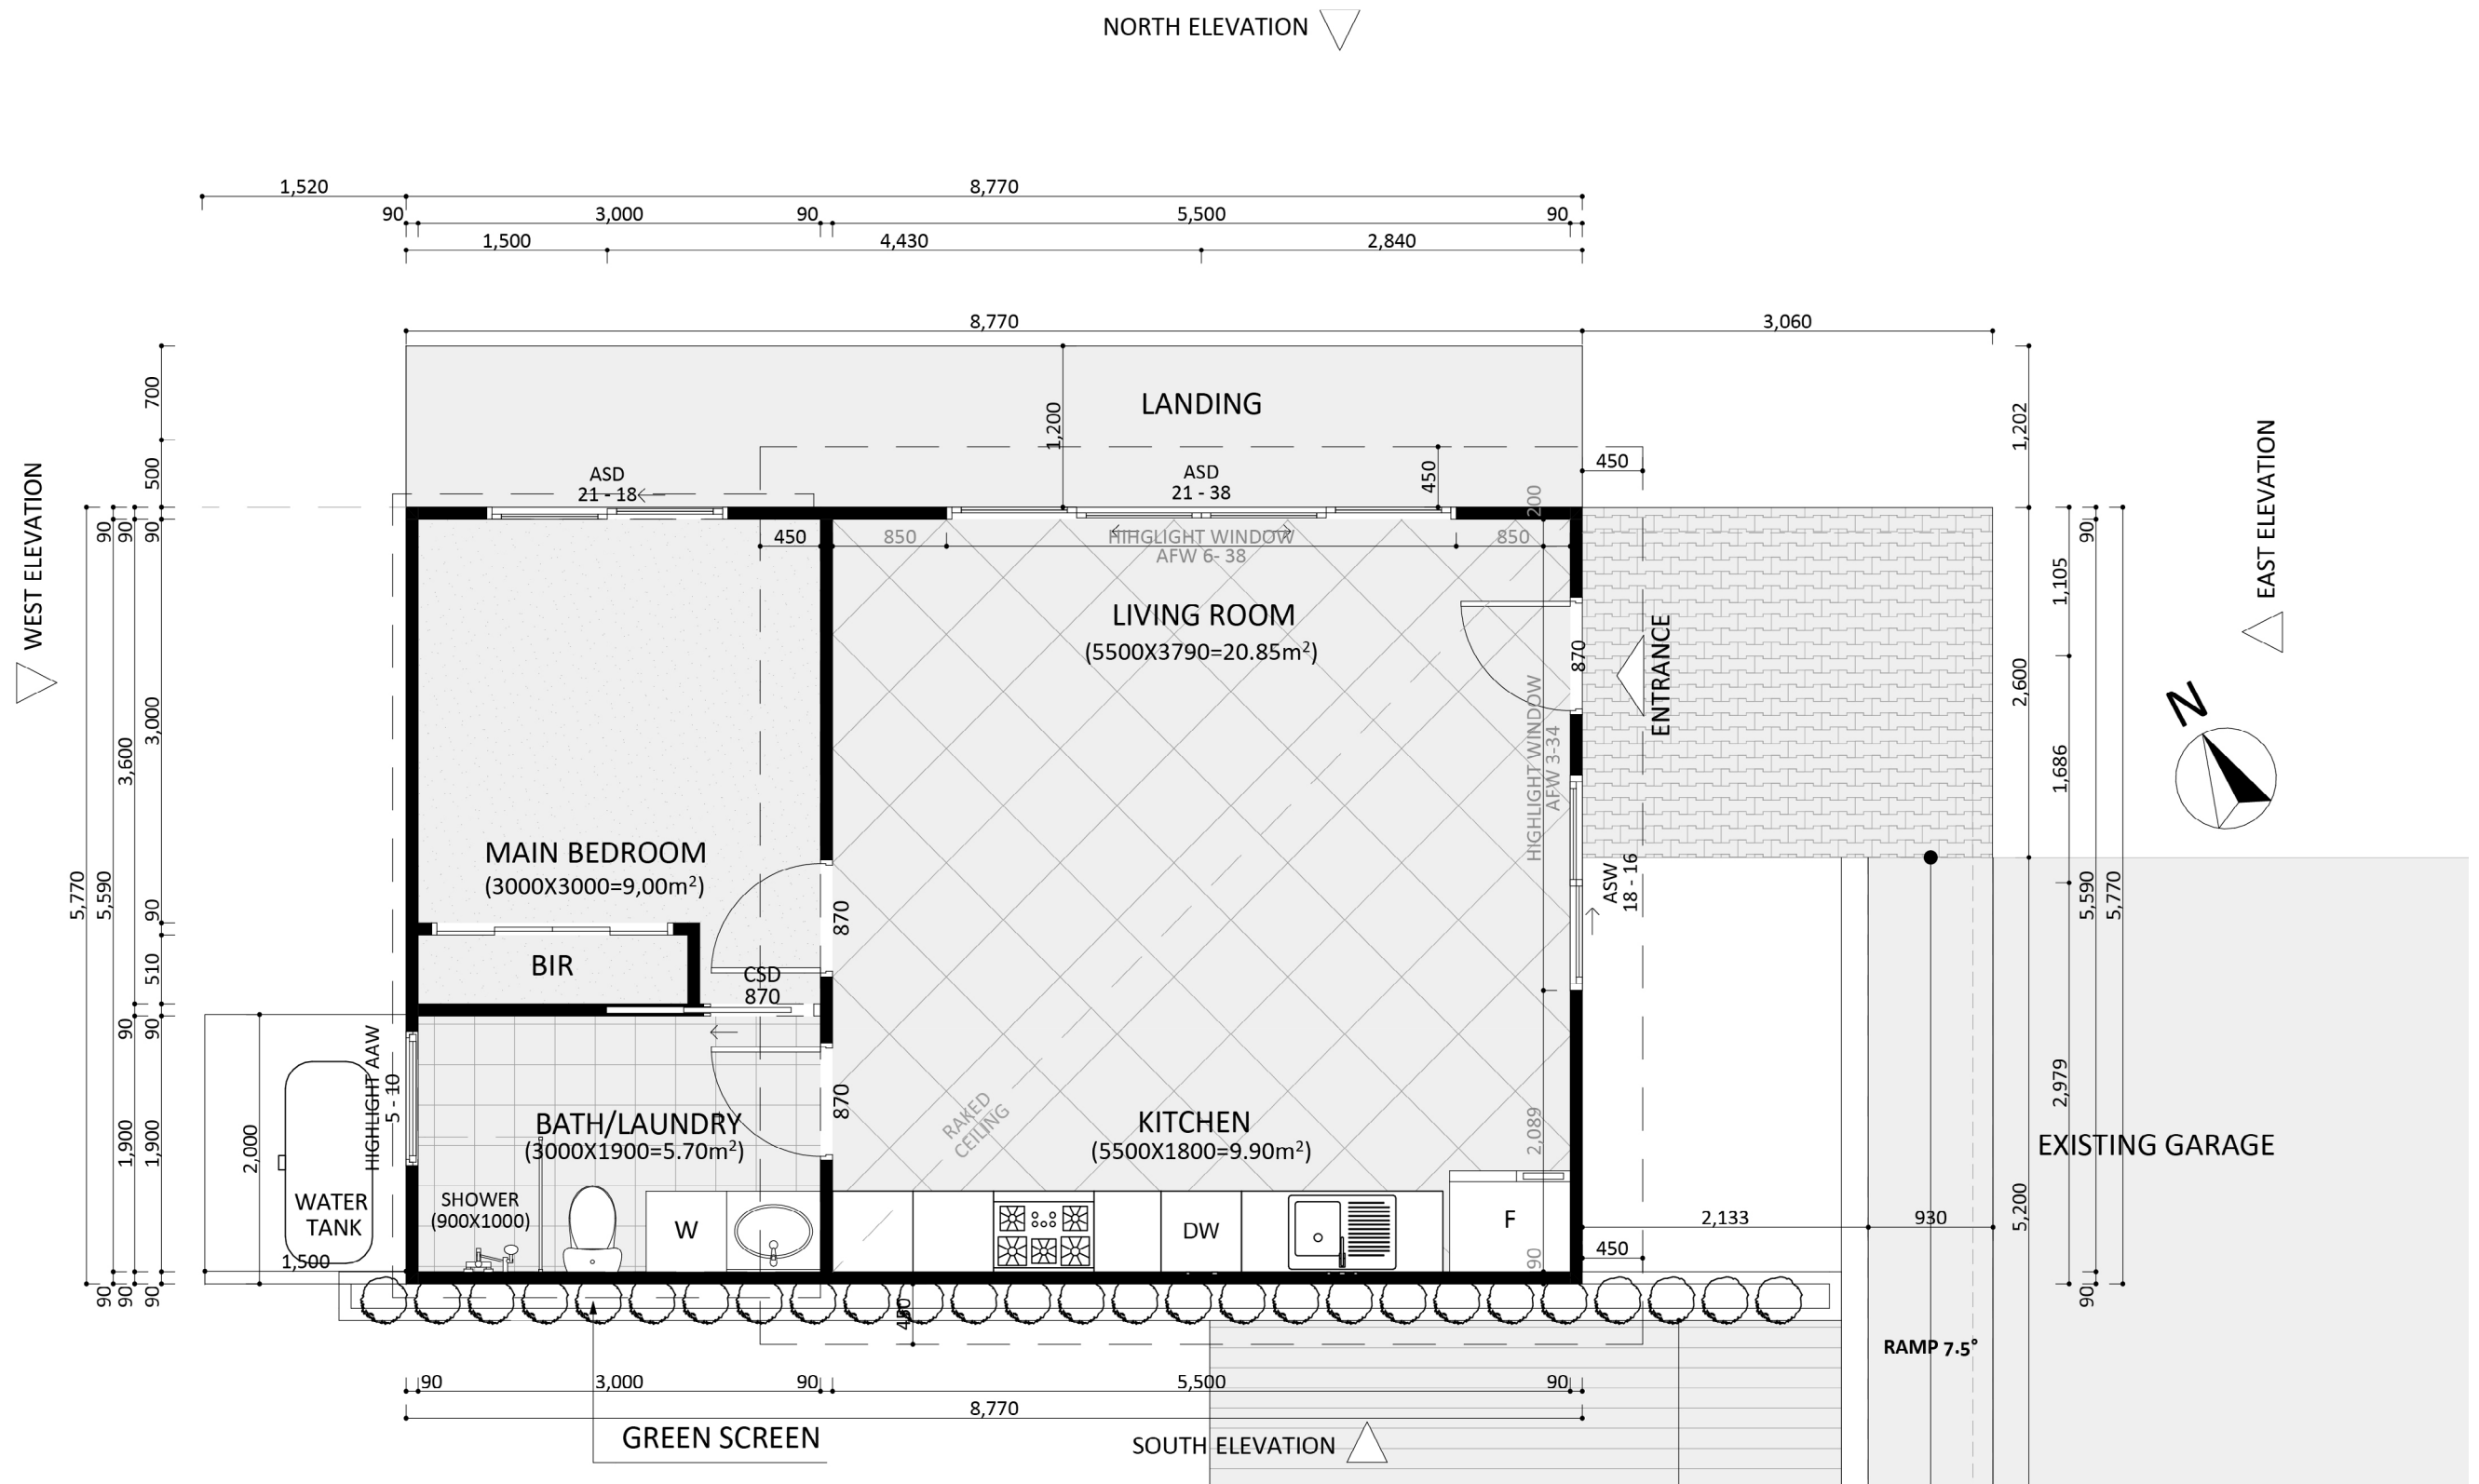 NORTH ELEVATION
1,520
8,770
90
3,000
90
5,500
90
1,500
4,430
2,840
8,770
3,060
700
500
1,200
LANDING
1,202
ASD
21 - 18
ASD
21 - 38
450
450
200
WEST ELEVATION
EAST ELEVATION
90
90
90
90
450
850
HIHGLIGHT WINDOW
AFW 6- 38
850
1,105
LIVING ROOM
(5500X3790=20.85m²)
870
ENTRANCE
2,600
N
3,000
3,600
HIGHLIGHT WINDOW
AFW 3-34
1,686
MAIN BEDROOM
(3000X3000=9,00m²)
ASW
18 - 16
5,770
5,590
90
870
5,590
5,770
BIR
510
CSD
870
90
90
HIGHLIGHT AAW
5 - 10
870
2,979
RAKED
CEILING
BATH/LAUNDRY
(3000X1900=5.70m²)
KITCHEN
(5500X1800=9.90m²)
2,089
EXISTING GARAGE
1,900
1,900
2,000
WATER
TANK
SHOWER
(900X1000)
W
DW
F
2,133
930
5,200
1,500
90
450
90
90
90
90
450
RAMP 7.5°
90
3,000
90
5,500
90
8,770
GREEN SCREEN
SOUTH ELEVATION